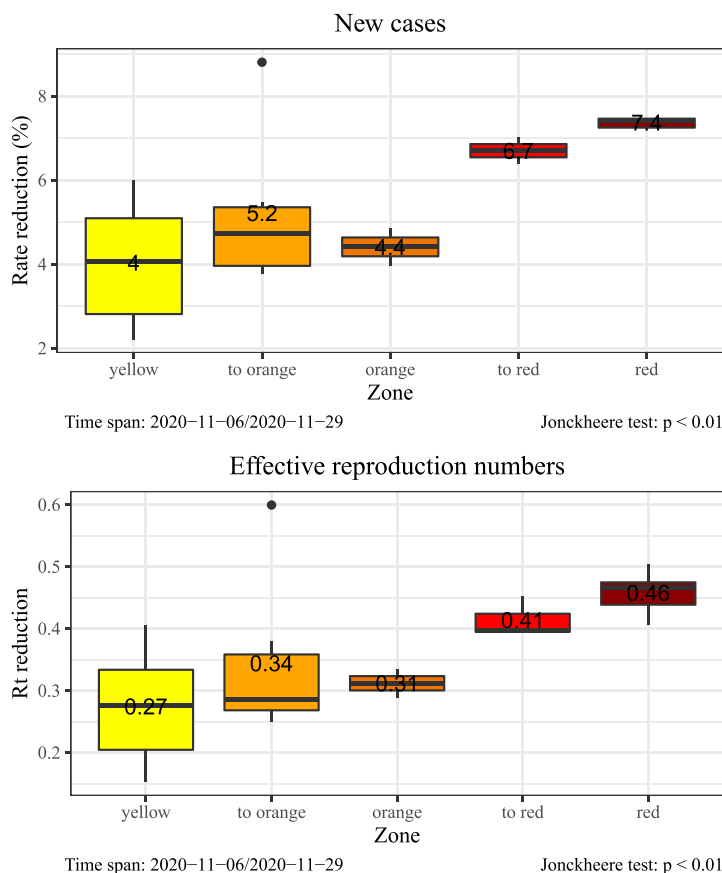 New cases
Rate reduction (%)
8
6
4
2
4
5.2
4.4
6.7
7.4
yellow
to orange
orange
to red
red
Zone
Time span: 2020−11−06/2020−11−29
Jonckheere test: p < 0.01
Effective reproduction numbers
Rt reduction
0.6
0.5
0.4
0.3
0.2
0.27
0.34
0.31
0.41
0.46
yellow
to orange
orange
to red
red
Zone
Time span: 2020−11−06/2020−11−29
Jonckheere test: p < 0.01